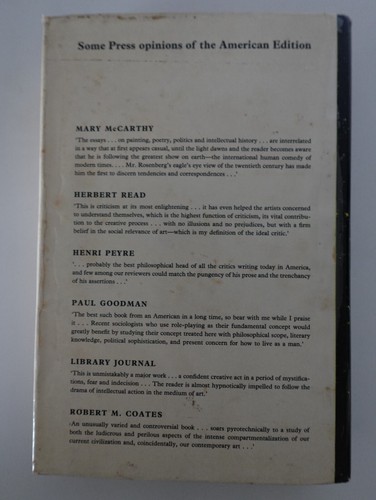 Some Press opinions of the American Edition
MARY McCARTHY
'The essays . . . on painting, poetry, politics and intellectual history . . . are interrelated
in a way that at first appears casual, until the light dawns and the reader becomes aware
that he is following the greatest show on earth—the international human comedy of
modern times. . . . Mr. Rosenberg's eagle's eye view of the twentieth century has made
him the first to discern tendencies and correspondences . . .'
HERBERT READ
'This is criticism at its most enlightening . . . it has even helped the artists concerned
to understand themselves, which is the highest function of criticism, its vital contribu-
tion to the creative process . . . with no illusions and no prejudices, but with a firm
belief in the social relevance of art—which is my definition of the ideal critic.'
HENRI PEYRE
'. . . probably the best philosophical head of all the critics writing today in America,
and few among our reviewers could match the pungency of his prose and the trenchancy
of his assertions . . .'
PAUL GOODMAN
'The best such book from an American in a long time, so bear with me while I praise
it . . . Recent sociologists who use role-playing as their fundamental concept would
greatly benefit by studying their concept treated here with philosophical scope, literary
knowledge, political sophistication, and present concern for how to live as a man.'
LIBRARY JOURNAL
'This is unmistakably a major work . . . a confident creative act in a period of mystifica-
tions, fear and indecision . . . The reader is almost hypnotically impelled to follow the
drama of intellectual action in the medium of art.'
ROBERT M. COATES
'An unusually varied and controversial book . . . soars pyrotechnically to a study of
both the ludicrous and perilous aspects of the intense compartmentalization of our
current civilization and, coincidentally, our contemporary art . . .'